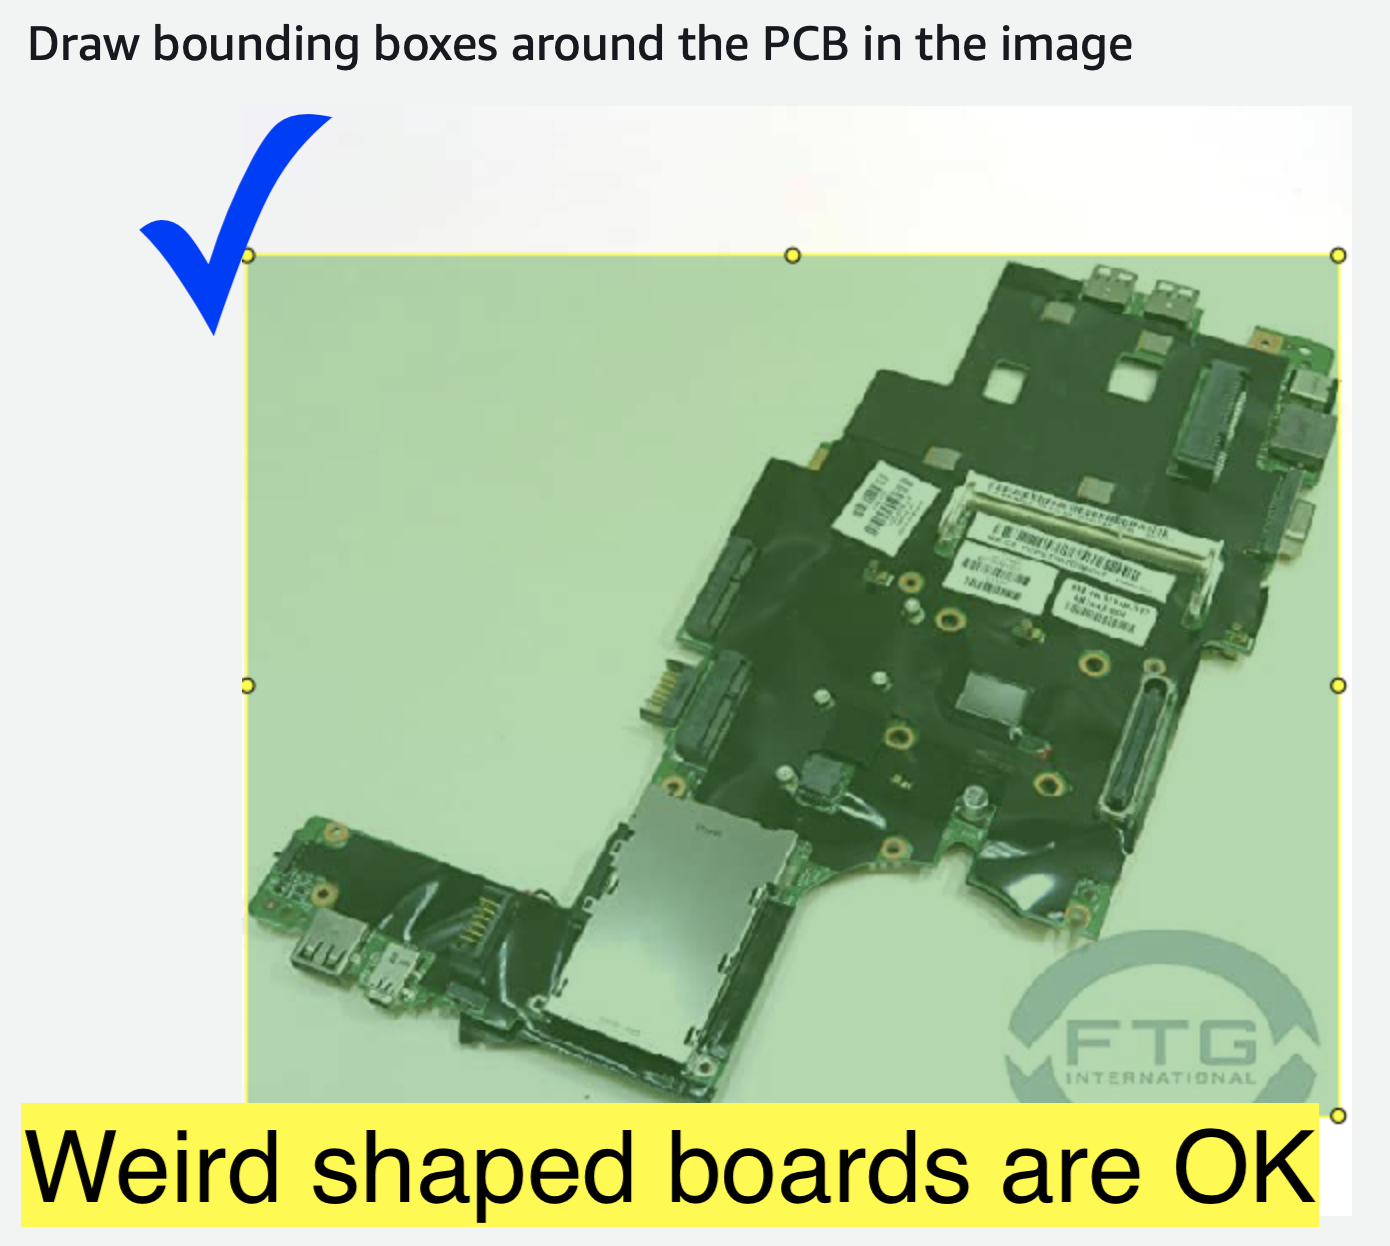 Draw bounding boxes around the PCB in the image
FTG
INTERNATIONAL
Weird shaped boards are OK